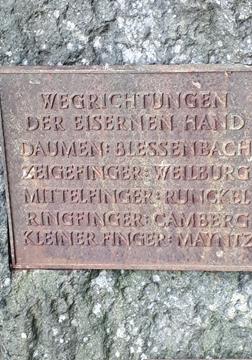 WEGRICHTUNGEN
DER EISERNEN HAND
DAUMEN: BLESSENBACH
ZEIGEFINGER: WEILBURG
MITTELFINGER: RUNCKEL
RINGFINGER: CAMBERG
KLEINER FINGER: MAYNTZ